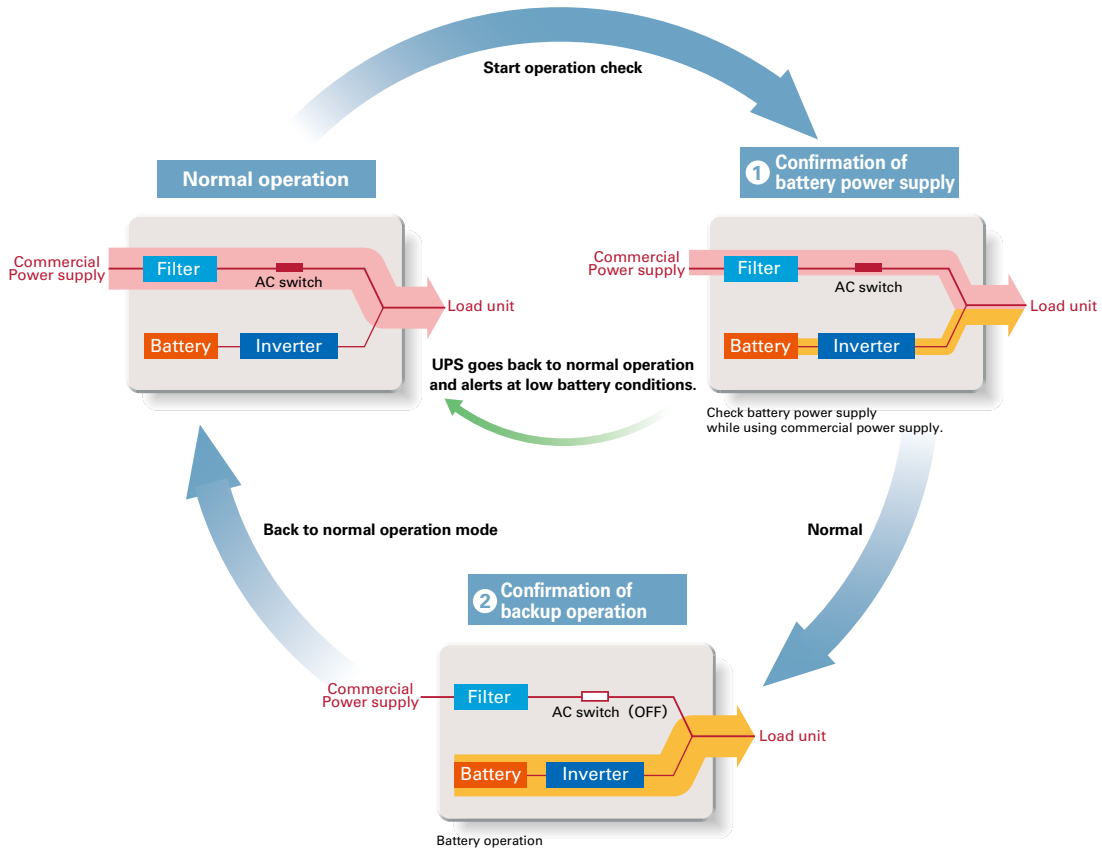 Start operation check
Normal operation
Commercial
Power supply
Filter
AC switch
Load unit
Battery
Inverter
1 Confirmation of
battery power supply
Commercial
Power supply
Filter
AC switch
Load unit
Battery
Inverter
Check battery power supply
while using commercial power supply.
UPS goes back to normal operation
and alerts at low battery conditions.
Normal
Back to normal operation mode
2 Confirmation of
backup operation
Commercial
Power supply
Filter
AC switch（OFF）
Load unit
Battery
Inverter
Battery operation